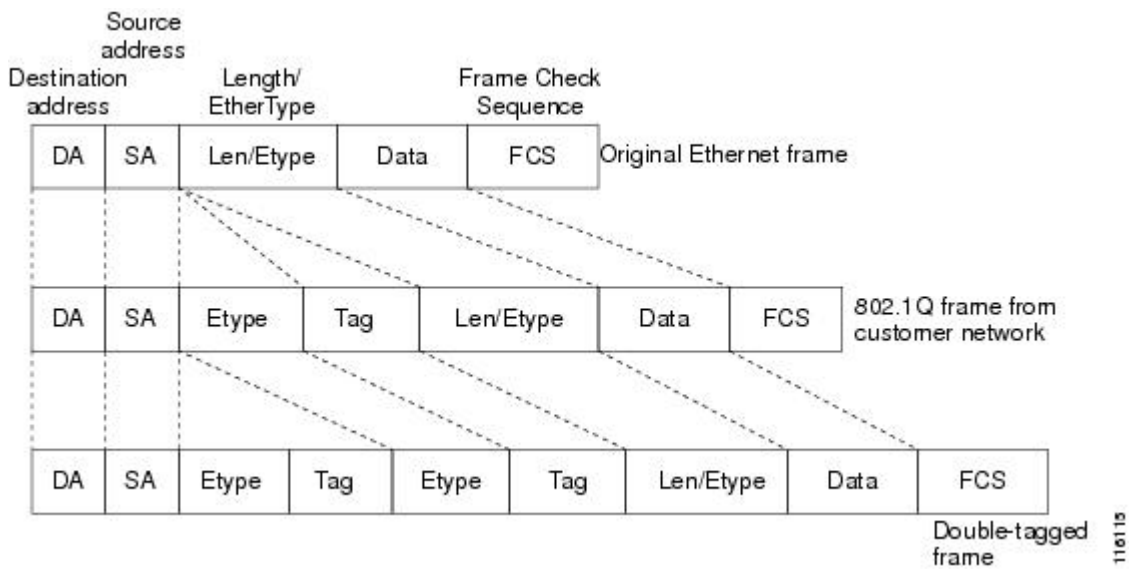 Source
address
Destination
address
Length/
EtherType
Frame Check
Sequence
DA SA Len/Etype Data FCS Original Ethernet frame
DA SA Etype Tag Len/Etype Data FCS 802.1Q frame from
customer network
DA SA Etype Tag Etype Tag Len/Etype Data FCS
Double-tagged
frame
116115